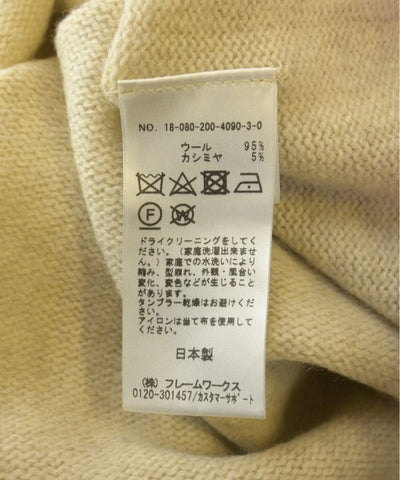 NO. 18-080-200-4090-3-0
ウール 95%
カシミヤ 5%
F W
ドライクリーニングをしてく
ださい。(家庭洗濯出来ませ
ん。)家庭での水洗いにより
縮み、型崩れ、外観・風合い
変化、変色などが生じること
があります。
タンブラー乾燥はお避けくだ
さい。
アイロンは当て布を使用して
ください。
日本製
(株) フレームワークス
0120-301457/カスタマーサポート